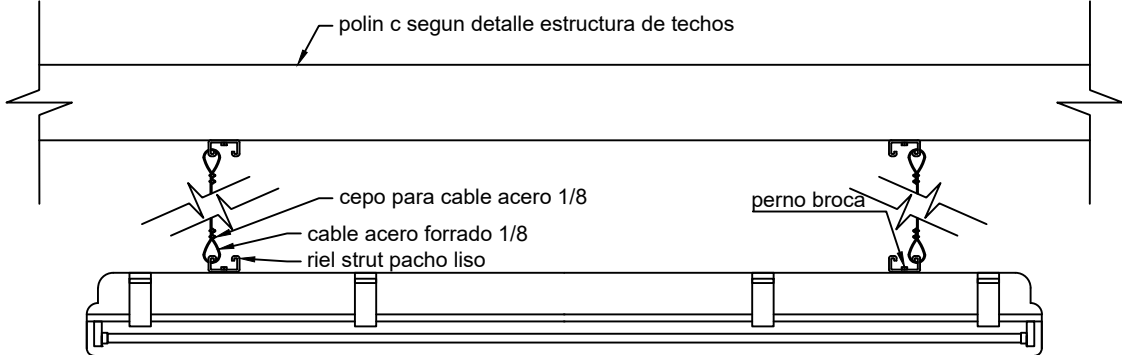 polin c segun detalle estructura de techos
cepo para cable acero 1/8
perno broca
cable acero forrado 1/8
riel strut pacho liso